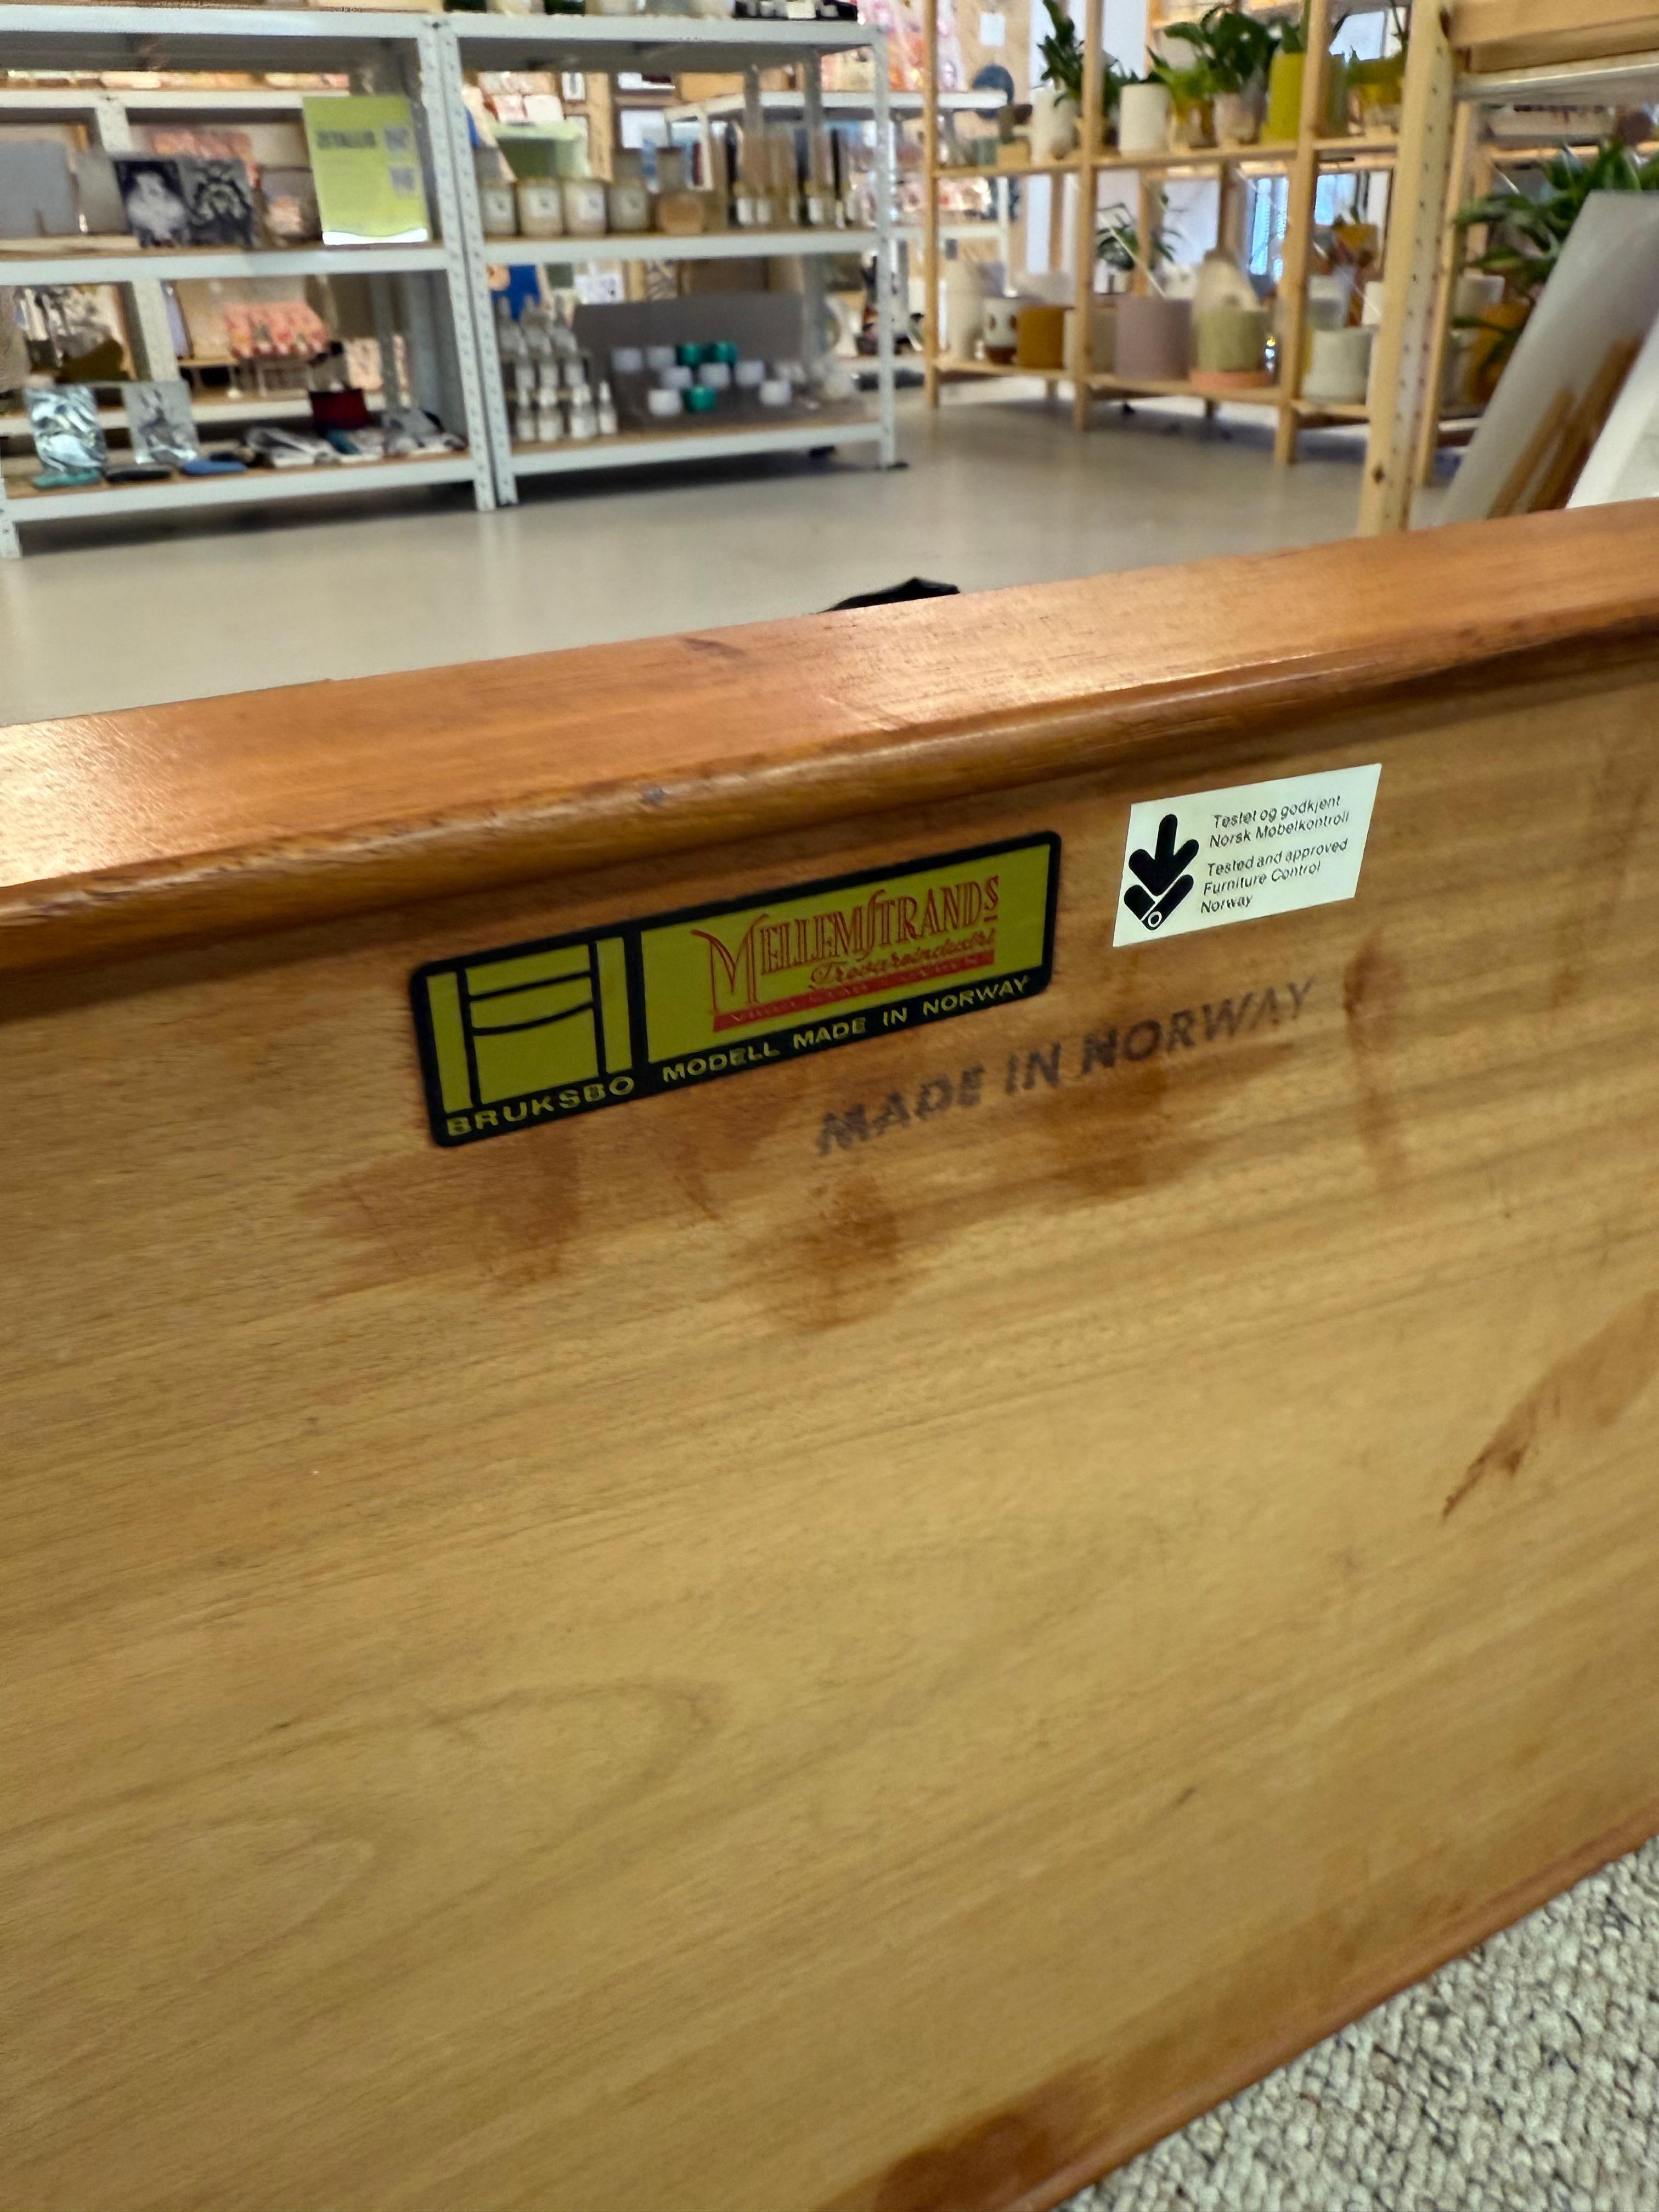 MELLEMSTRANDS
Trevareindustri
BRUKSBO MODELL MADE IN NORWAY
Testet og godkjent
Norsk Møbelkontroll
Tested and approved
Furniture Control
Norway
MADE IN NORWAY